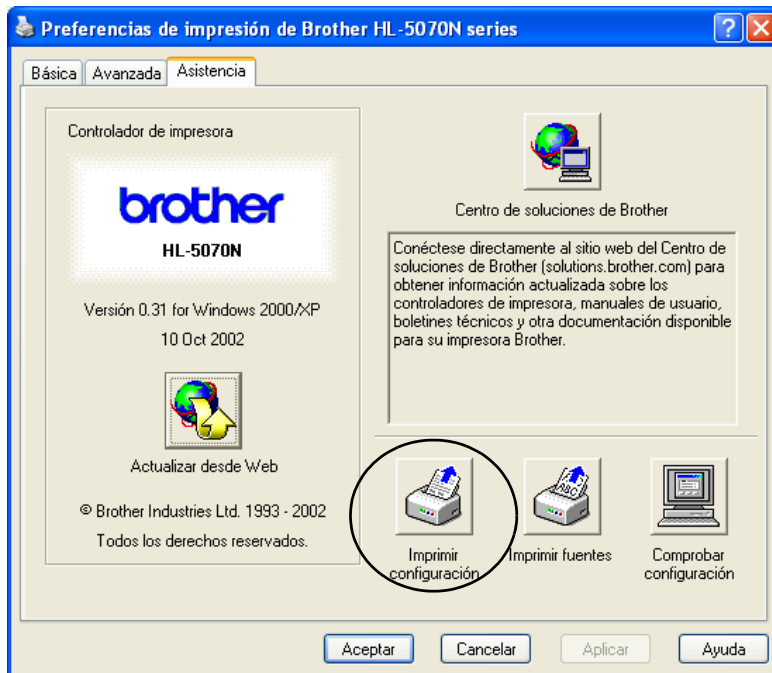 Preferencias de impresión de Brother HL-5070N series
Básica Avanzada Asistencia
Controlador de impresora
brother
HL-5070N
Versión 0.31 for Windows 2000/XP
10 Oct 2002
Actualizar desde Web
© Brother Industries Ltd. 1993 - 2002
Todos los derechos reservados.
Centro de soluciones de Brother
Conéctese directamente al sitio web del Centro de
soluciones de Brother (solutions.brother.com) para
obtener información actualizada sobre los
controladores de impresora, manuales de usuario,
boletines técnicos y otra documentación disponible
para su impresora Brother.
Imprimir
configuración
ABC
Imprimir fuentes
Comprobar
configuración
Aceptar Cancelar Aplicar Ayuda